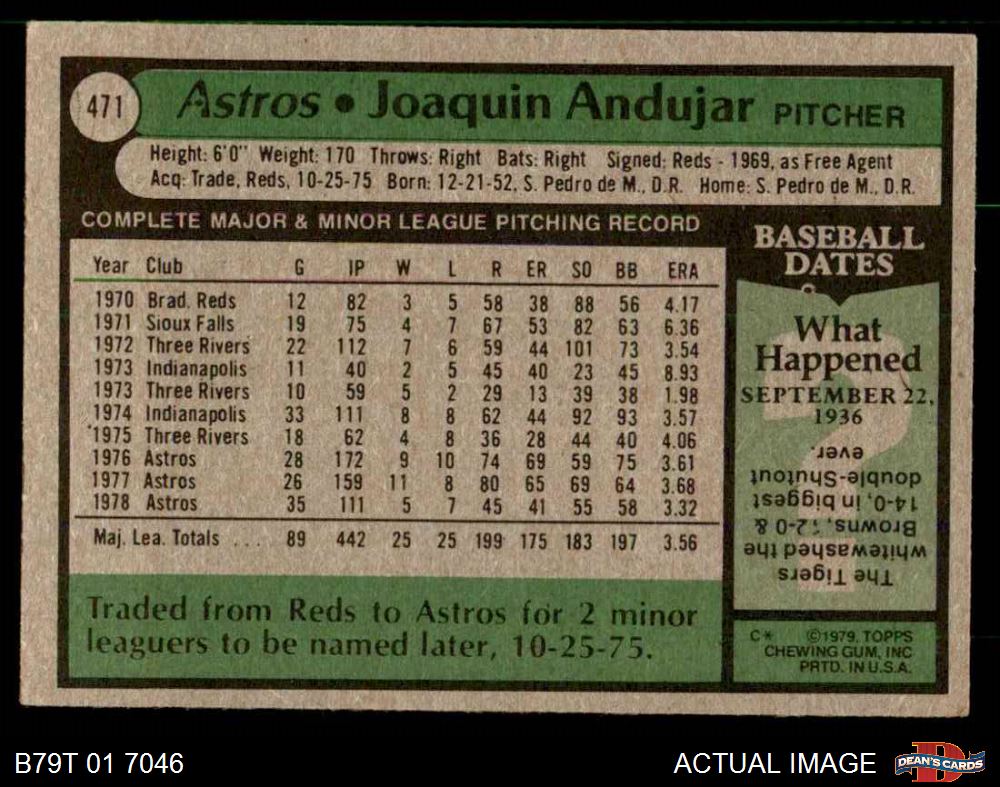 471
Astros • Joaquin Andujar PITCHER
Height: 6'0" Weight: 170 Throws: Right Bats: Right Signed: Reds - 1969, as Free Agent
Acq: Trade, Reds, 10-25-75 Born: 12-21-52, S. Pedro de M., D.R. Home: S. Pedro de M., D.R.
COMPLETE MAJOR & MINOR LEAGUE PITCHING RECORD
Year Club G IP W L R ER SO BB ERA
1970 Brad. Reds 12 82 3 5 58 38 88 56 4.17
1971 Sioux Falls 19 75 4 7 67 53 82 63 6.36
1972 Three Rivers 22 112 7 6 59 44 101 73 3.54
1973 Indianapolis 11 40 2 5 45 40 23 45 8.93
1973 Three Rivers 10 59 5 2 29 13 39 38 1.98
1974 Indianapolis 33 111 8 8 62 44 92 93 3.57
1975 Three Rivers 18 62 4 8 36 28 44 40 4.06
1976 Astros 28 172 9 10 74 69 59 75 3.61
1977 Astros 26 159 11 8 80 65 69 64 3.68
1978 Astros 35 111 5 7 45 41 55 58 3.32
Maj. Lea. Totals ... 89 442 25 25 199 175 183 197 3.56
Traded from Reds to Astros for 2 minor
leaguers to be named later, 10-25-75.
BASEBALL
DATES
What
Happened
SEPTEMBER 22,
1936
The Tigers
whitewashed the
Browns, 12-0 &
14-0, in biggest
double-Shutout
ever.
C* ©1979, TOPPS
CHEWING GUM, INC
PRTD. IN U.S.A.
B79T 01 7046
ACTUAL IMAGE
DEAN'S CARDS